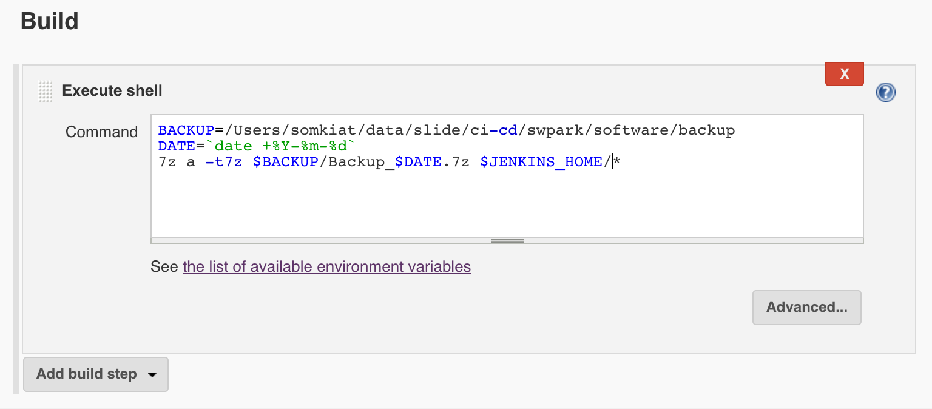 Build
X
Execute shell
?
Command
BACKUP=/Users/somkiat/data/slide/ci-cd/swpark/software/backup
DATE=`date +%Y-%m-%d`
7z a -t7z $BACKUP/Backup_$DATE.7z $JENKINS_HOME/*
See the list of available environment variables
Advanced...
Add build step